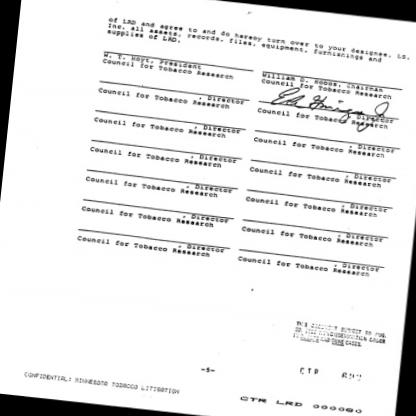 of LRD and agree to and do hereby turn over to your designee, Lo.
Inc. all assets, records, files, equipment, furnishings and
supplies of LRD.
W. T. Hoyt, President
Council for Tobacco Research
William D. Hobbs, Chairman
Council for Tobacco Research
, Director
Council for Tobacco Research
, Director
Council for Tobacco Research
, Director
Council for Tobacco Research
, Director
Council for Tobacco Research
, Director
Council for Tobacco Research
, Director
Council for Tobacco Research
, Director
Council for Tobacco Research
, Director
Council for Tobacco Research
, Director
Council for Tobacco Research
, Director
Council for Tobacco Research
, Director
Council for Tobacco Research
, Director
Council for Tobacco Research
-5-
CTR
CONFIDENTIAL: MINNESOTA TOBACCO LITIGATION
CTR LRD 000080